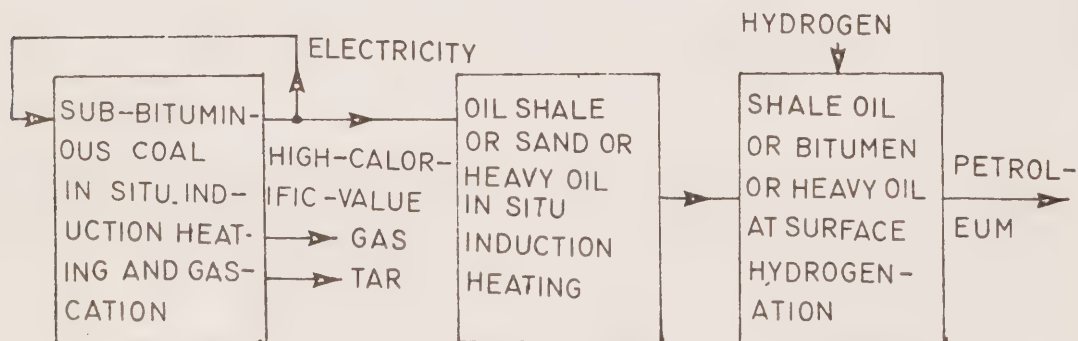 ELECTRICITY
SUB-BITUMIN-
OUS COAL
IN SITU. IND-
UCTION HEAT-
ING AND GAS-
CATION
HIGH-CALOR-
IFIC-VALUE
GAS
TAR
OIL SHALE
OR SAND OR
HEAVY OIL
IN SITU
INDUCTION
HEATING
HYDROGEN
SHALE OIL
OR BITUMEN
OR HEAVY OIL
AT SURFACE
HYDROGEN-
ATION
PETROL-
EUM